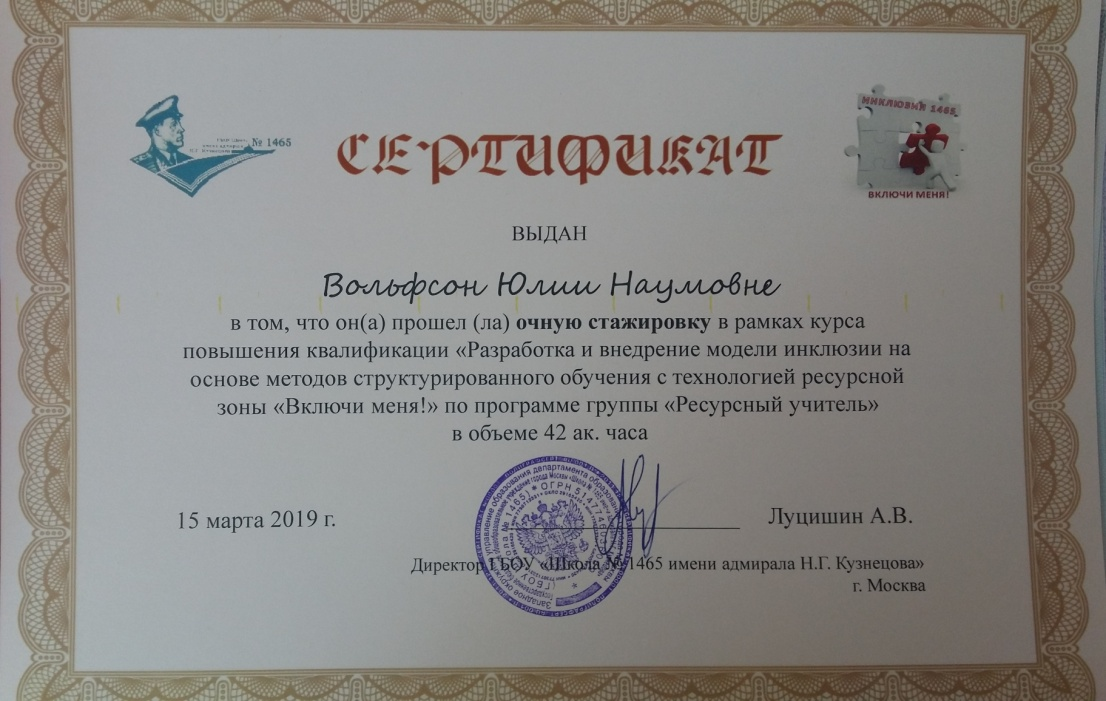 № 1465
СЕРТИФИКАТ
ИНКЛЮЗИЯ 1465
ВКЛЮЧИ МЕНЯ!
ВЫДАН
Вольфсон Юлии Наумовне
в том, что он(а) прошел (ла) очную стажировку в рамках курса
повышения квалификации «Разработка и внедрение модели инклюзии на
основе методов структурированного обучения с технологией ресурсной
зоны «Включи меня!» по программе группы «Ресурсный учитель»
в объеме 42 ак. часа
15 марта 2019 г.
Луцишин А.В.
Директор ГБОУ «Школа № 1465 имени адмирала Н.Г. Кузнецова»
г. Москва